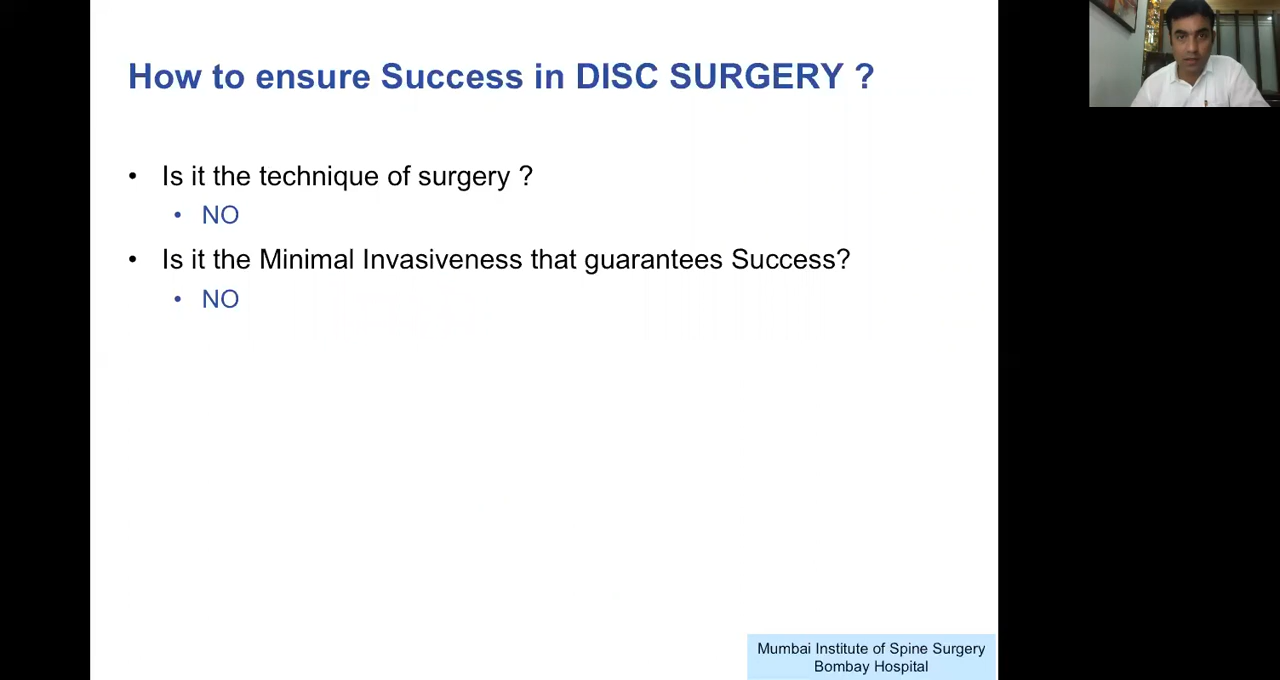 How to ensure Success in DISC SURGERY ?
• Is it the technique of surgery ?
• NO
• Is it the Minimal Invasiveness that guarantees Success?
• NO
Mumbai Institute of Spine Surgery
Bombay Hospital